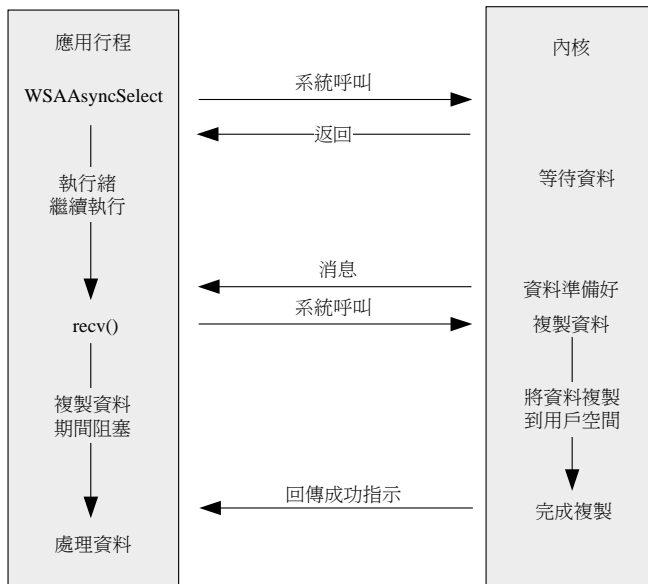 應用行程
內核
WSAAsyncSelect
系統呼叫
返回
執行緒
繼續執行
等待資料
消息
資料準備好
系統呼叫
recv()
複製資料
複製資料
期間阻塞
將資料複製
到用戶空間
回傳成功指示
完成複製
處理資料